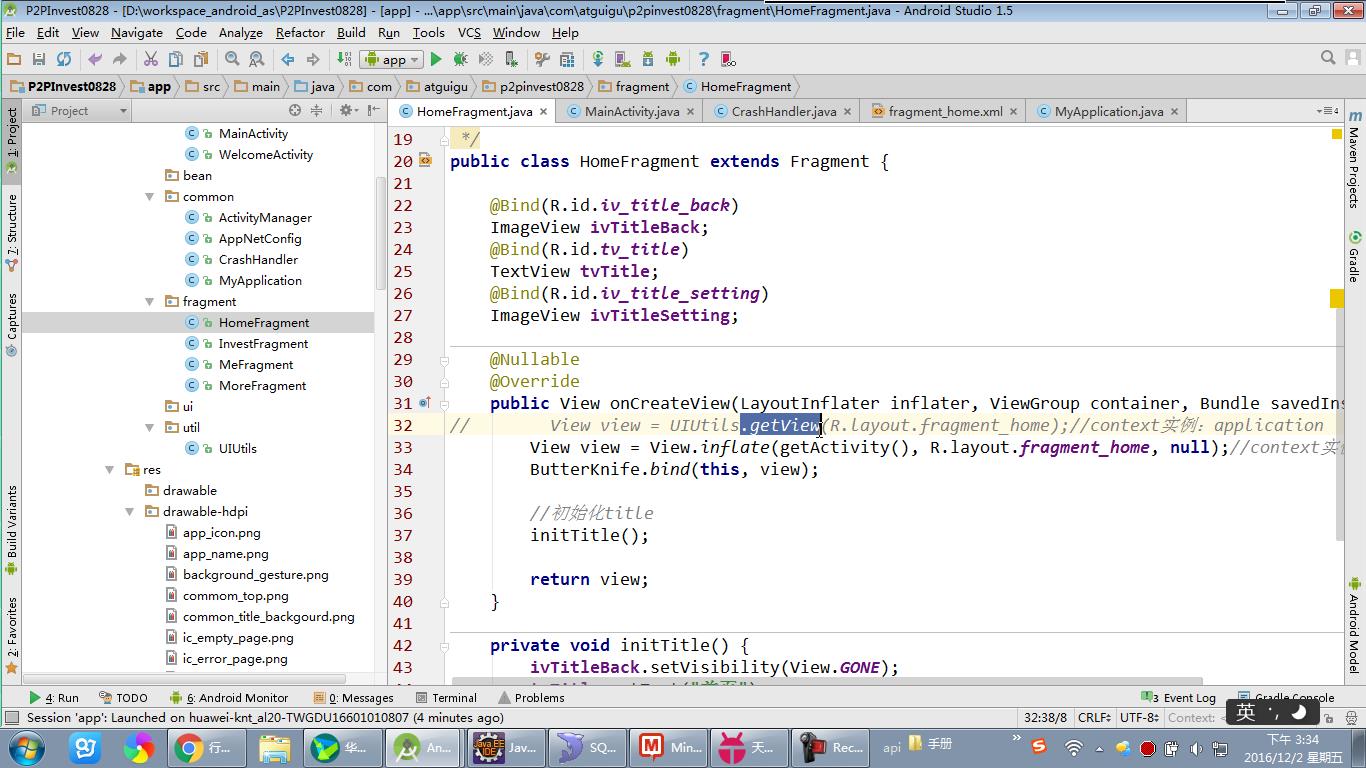 P2PInvest0828 - [D:\workspace_android_as\P2PInvest0828] - [app] - ...\app\src\main\java\com\atguigu\p2pinvest0828\fragment\HomeFragment.java - Android Studio 1.5
File Edit View Navigate Code Analyze Refactor Build Run Tools VCS Window Help
app
P2PInvest0828 app src main java com atguigu p2pinvest0828 fragment HomeFragment
Project
HomeFragment.java MainActivity.java CrashHandler.java fragment_home.xml MyApplication.java
1: Project
7: Structure
Captures
Build Variants
2: Favorites
MainActivity
WelcomeActivity
bean
common
ActivityManager
AppNetConfig
CrashHandler
MyApplication
fragment
HomeFragment
InvestFragment
MeFragment
MoreFragment
ui
util
UIUtils
res
drawable
drawable-hdpi
app_icon.png
app_name.png
background_gesture.png
commom_top.png
common_title_backgourd.png
ic_empty_page.png
ic_error_page.png
19 */
20 public class HomeFragment extends Fragment {
21
22 @Bind(R.id.iv_title_back)
23 ImageView ivTitleBack;
24 @Bind(R.id.tv_title)
25 TextView tvTitle;
26 @Bind(R.id.iv_title_setting)
27 ImageView ivTitleSetting;
28
29 @Nullable
30 @Override
31 public View onCreateView(LayoutInflater inflater, ViewGroup container, Bundle savedIns
32 // View view = UIUtils.getView(R.layout.fragment_home);//context实例：application
33 View view = View.inflate(getActivity(), R.layout.fragment_home, null);//context实例
34 ButterKnife.bind(this, view);
35
36 //初始化title
37 initTitle();
38
39 return view;
40 }
41
42 private void initTitle() {
43 ivTitleBack.setVisibility(View.GONE);
Maven Projects
Gradle
Android Model
4: Run TODO 6: Android Monitor 0: Messages Terminal Problems 3 Event Log Gradle Console
Session 'app': Launched on huawei-knt_al20-TWGDU16601010807 (4 minutes ago) 32:38/8 CRLF UTF-8 Context:
英
行... 华... An... Jav... SQ... Min... 天... Rec... api 手册
下午 3:34
2016/12/2 星期五